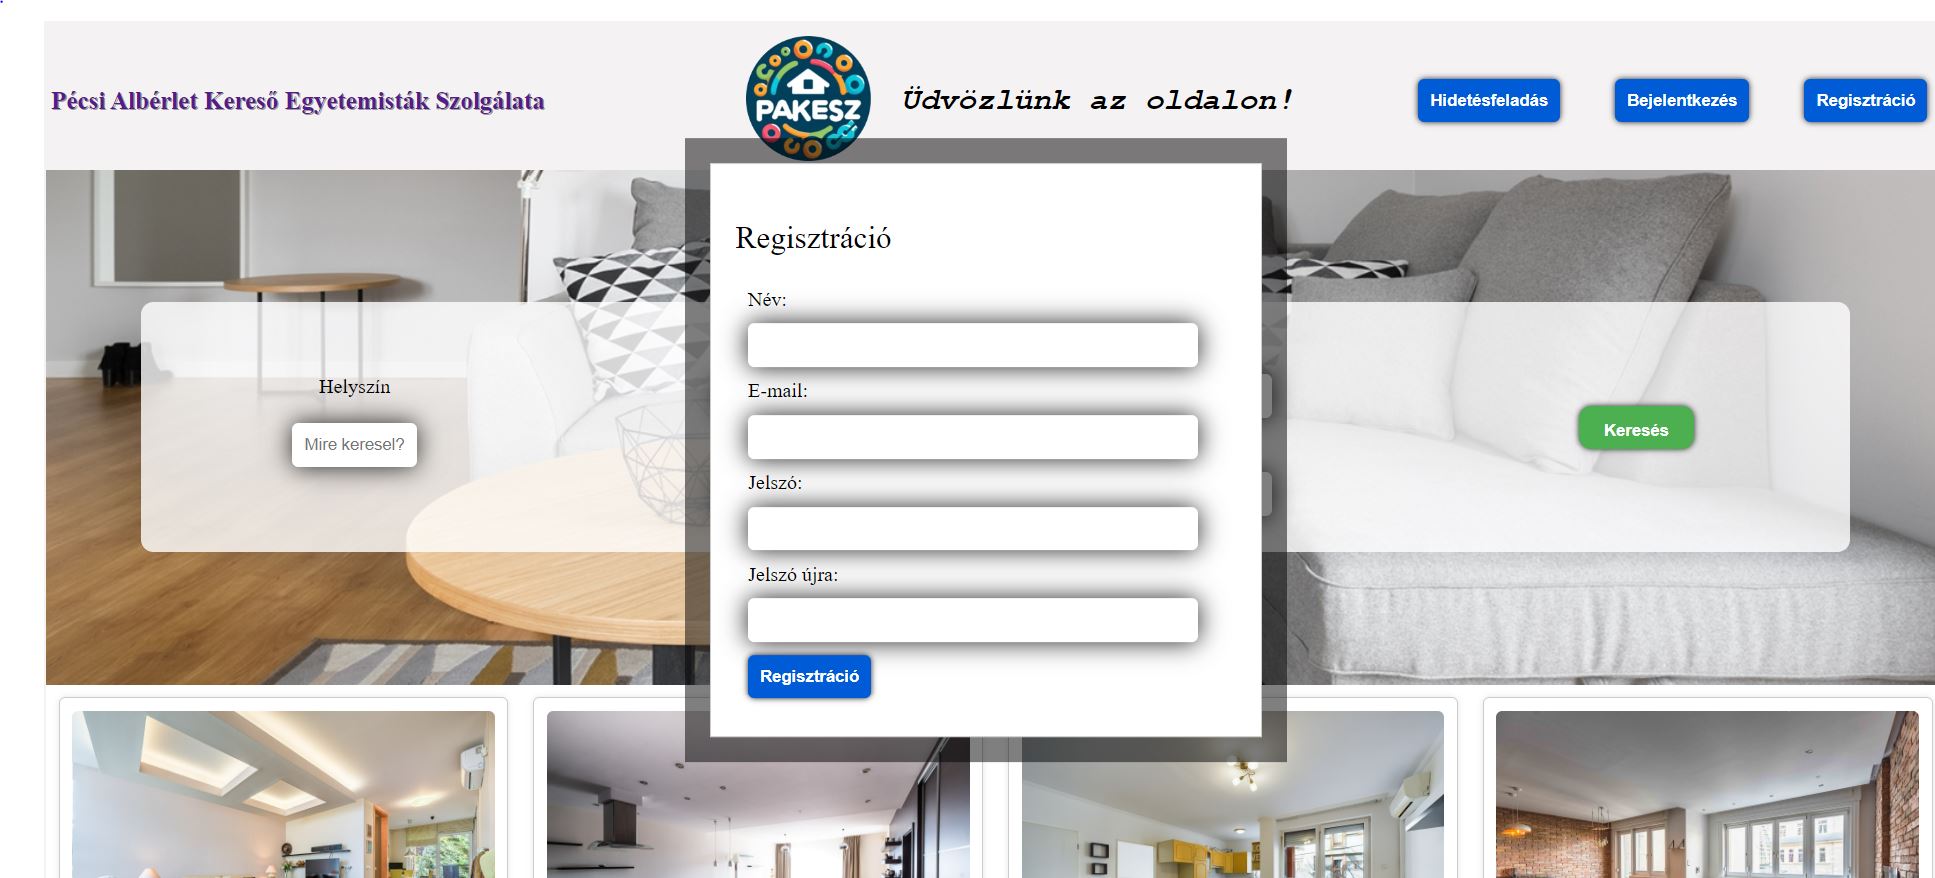 Pécsi Albérlet Kereső Egyetemisták Szolgálata
PAKESZ
Üdvözlünk az oldalon!
Hidetésfeladás
Bejelentkezés
Regisztráció
Regisztráció
Név:
E-mail:
Jelszó:
Jelszó újra:
Regisztráció
Helyszín
Mire keresel?
Keresés